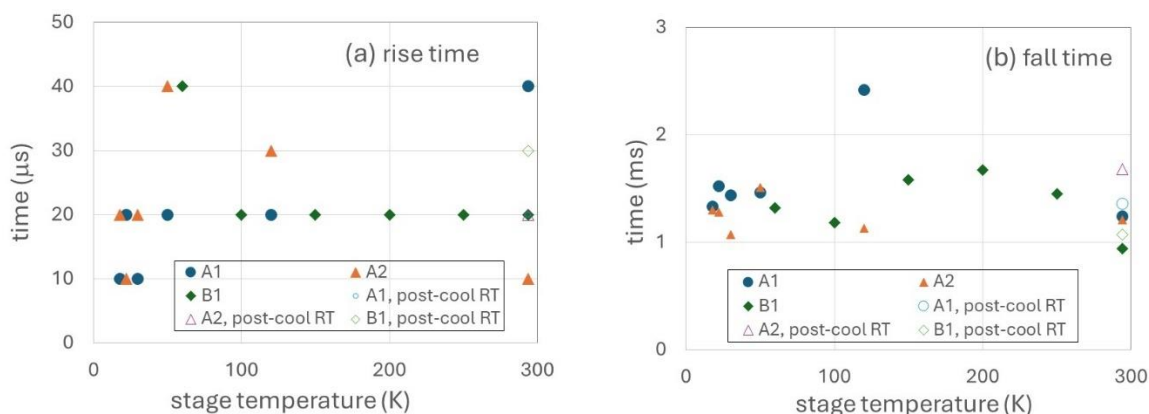 50
40
30
20
10
0
time (µs)
(a) rise time
A1 A2
B1 A1, post-cool RT
A2, post-cool RT B1, post-cool RT
0 100 200 300
stage temperature (K)
3
2
1
0
time (ms)
(b) fall time
A1 A2
B1 A1, post-cool RT
A2, post-cool RT B1, post-cool RT
0 100 200 300
stage temperature (K)